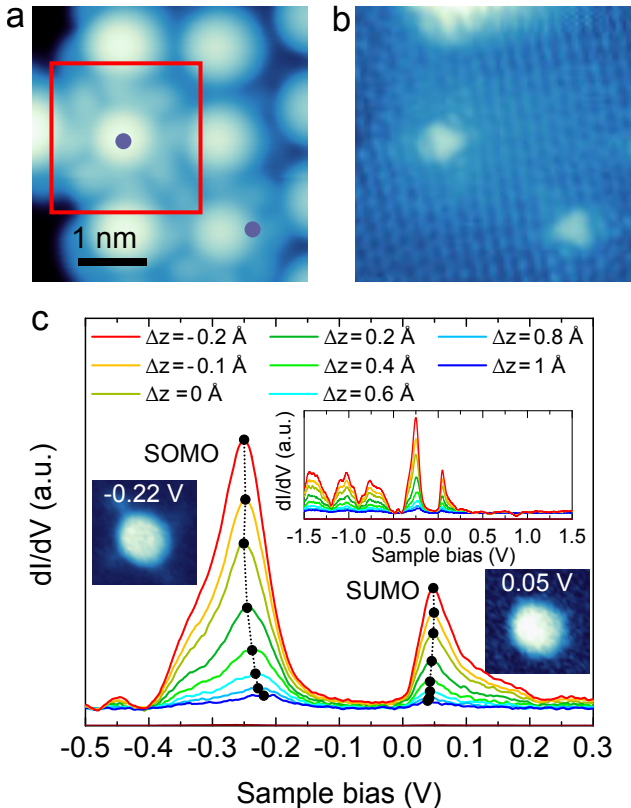 a
b
1 nm
c
Δz=-0.2 Å
Δz=0.2 Å
Δz=0.8 Å
Δz=-0.1 Å
Δz=0.4 Å
Δz=1 Å
Δz=0 Å
Δz=0.6 Å
SOMO
-0.22 V
dI/dV (a.u.)
-1.5 -1.0 -0.5 0.0 0.5 1.0 1.5
Sample bias (V)
SUMO
0.05 V
dI/dV (a.u.)
-0.5 -0.4 -0.3 -0.2 -0.1 0.0 0.1 0.2 0.3
Sample bias (V)